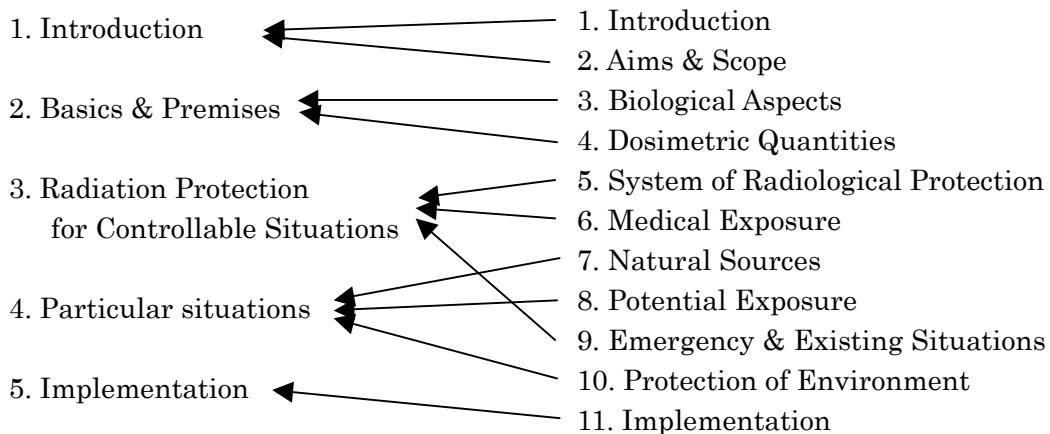 1. Introduction
2. Basics & Premises
3. Radiation Protection
for Controllable Situations
4. Particular situations
5. Implementation
1. Introduction
2. Aims & Scope
3. Biological Aspects
4. Dosimetric Quantities
5. System of Radiological Protection
6. Medical Exposure
7. Natural Sources
8. Potential Exposure
9. Emergency & Existing Situations
10. Protection of Environment
11. Implementation